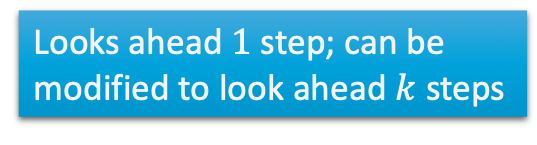 Looks ahead 1 step; can be
modified to look ahead k steps